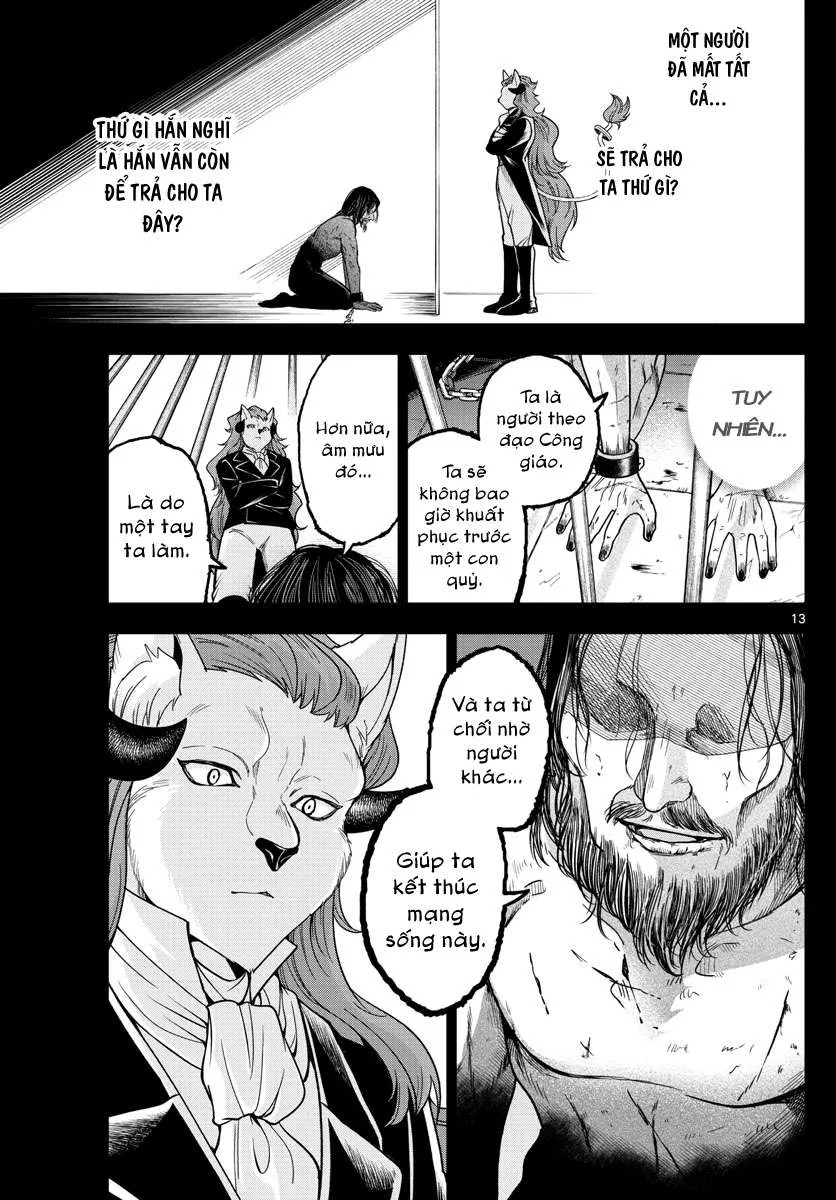 MỘT NGƯỜI
ĐÃ MẤT TẤT
CẢ...
SẼ TRẢ CHO
TA THỨ GÌ?
THỨ GÌ HẮN NGHĨ
LÀ HẮN VẪN CÒN
ĐỂ TRẢ CHO TA
ĐÂY?
TUY
NHIÊN...
Ta là
người theo
đạo Công
giáo.
Ta sẽ
không bao
giờ khuất
phục trước
một con
quỷ.
Hơn nữa,
âm mưu
đó...
Là do
một tay
ta làm.
13
Và ta từ
chối nhờ
người
khác...
Giúp ta
kết thúc
mạng
sống này.